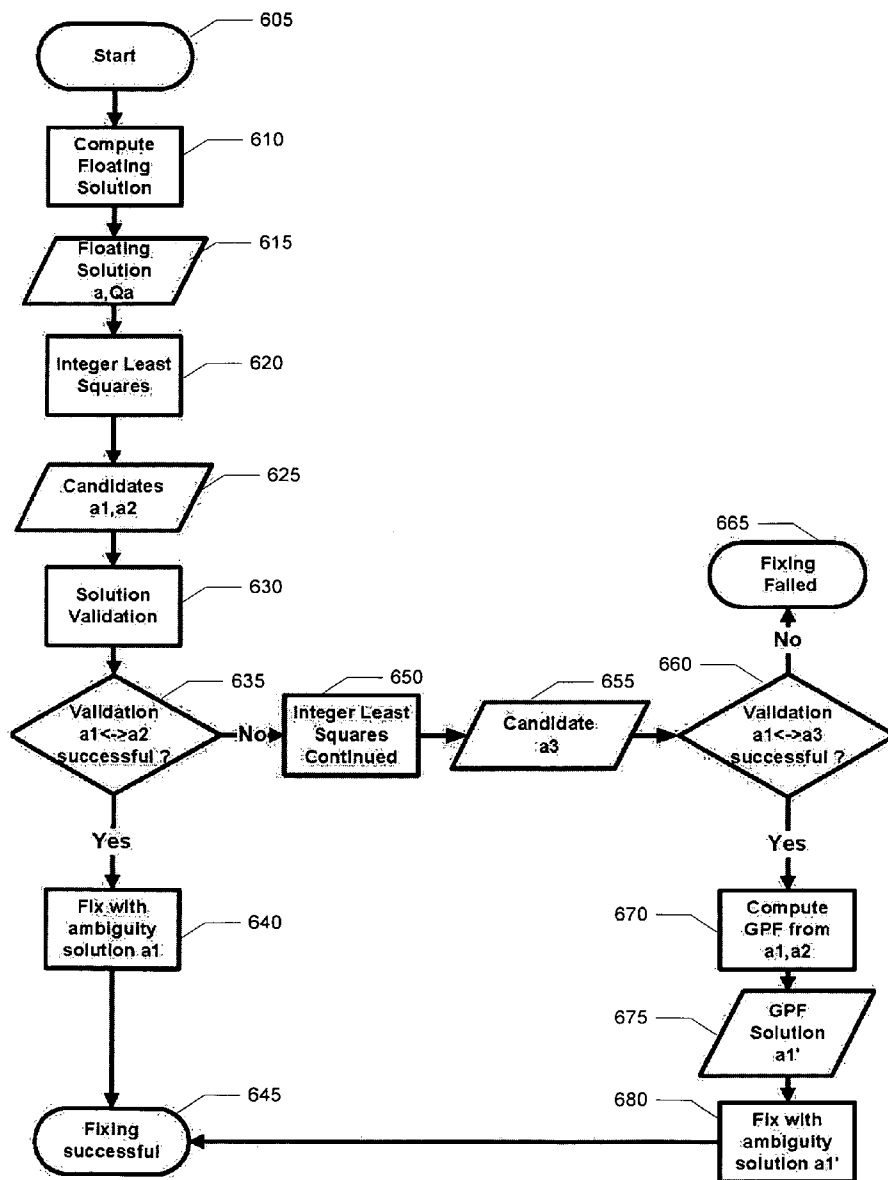 605
Start
610
Compute
Floating
Solution
615
Floating
Solution
a,Qa
620
Integer Least
Squares
625
Candidates
a1,a2
630
Solution
Validation
635
Validation
a1<->a2
successful ?
No
650
Integer Least
Squares
Continued
655
Candidate
a3
660
Validation
a1<->a3
successful ?
No
665
Fixing
Failed
Yes
640
Fix with
ambiguity
solution a1
645
Fixing
successful
Yes
670
Compute
GPF from
a1,a2
675
GPF
Solution
a1'
680
Fix with
ambiguity
solution a1'